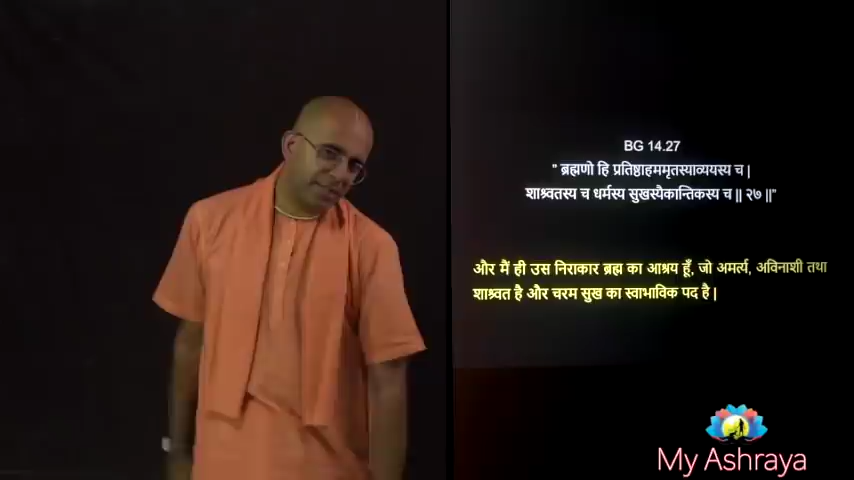 BG 14.27
" ब्रह्मणो हि प्रतिष्ठाहममृतस्याव्ययस्य च |
शाश्र्वतस्य च धर्मस्य सुखस्यैकान्तिकस्य च || २७ ||"
और मैं ही उस निराकार ब्रह्म का आश्रय हूँ, जो अमर्त्य, अविनाशी तथा
शाश्र्वत है और चरम सुख का स्वाभाविक पद है |
My Ashraya